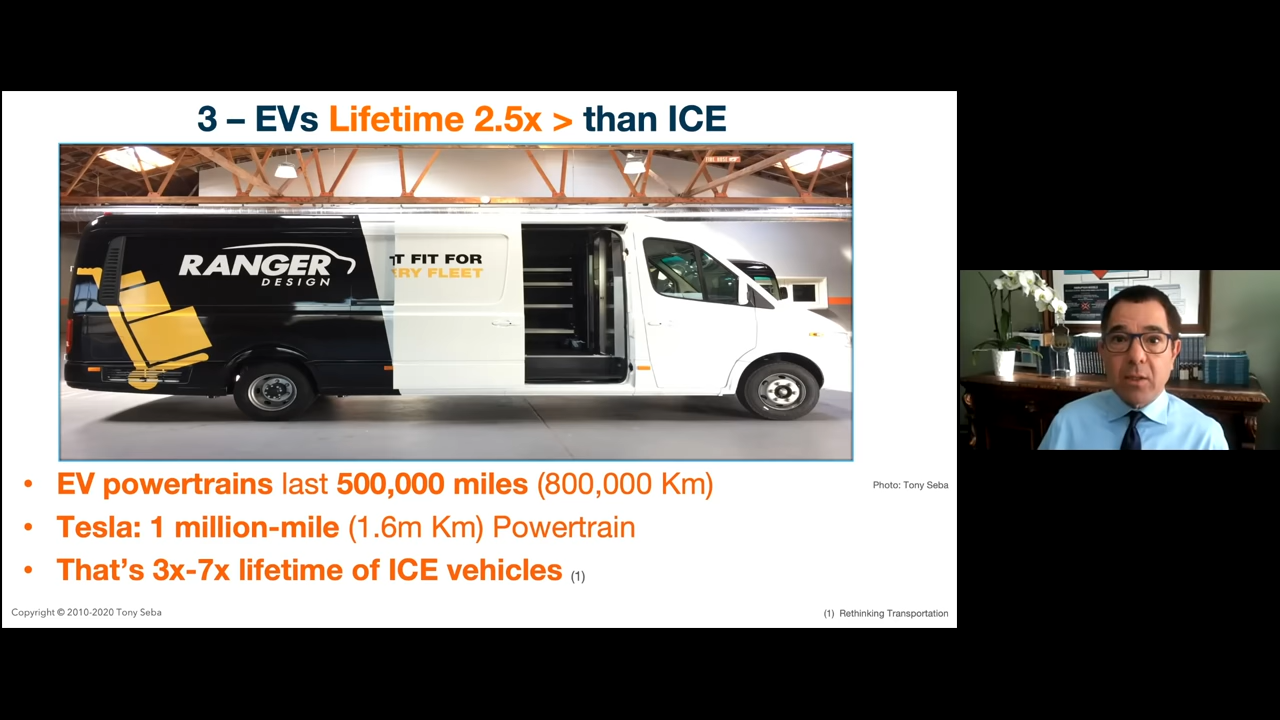 3 – EVs Lifetime 2.5x > than ICE
RANGER
DESIGN
T FIT FOR
RY FLEET
• EV powertrains last 500,000 miles (800,000 Km)
• Tesla: 1 million-mile (1.6m Km) Powertrain
• That's 3x-7x lifetime of ICE vehicles (1)
Photo: Tony Seba
Copyright © 2010-2020 Tony Seba
(1) Rethinking Transportation